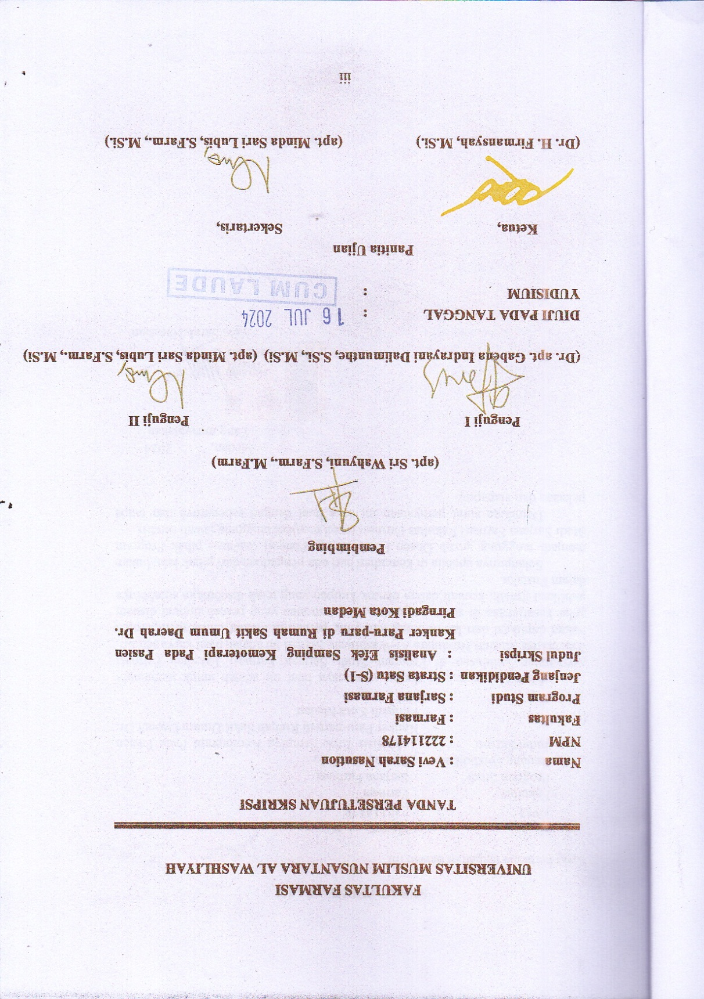 FAKULTAS FARMASI
UNIVERSITAS MUSLIM NUSANTARA AL WASHLIYAH
TANDA PERSETUJUAN SKRIPSI
Nama : Vevi Sarah Nasution
NPM : 222114178
Fakultas : Farmasi
Program Studi : Sarjana Farmasi
Jenjang Pendidikan : Strata Satu (S-1)
Judul Skripsi : Analisis Efek Samping Kemoterapi Pada Pasien
Kanker Paru-paru di Rumah Sakit Umum Daerah Dr.
Pirngadi Kota Medan
Pembimbing
(apt. Sri Wahyuni, S.Farm., M.Farm)
Penguji I Penguji II
(Dr. apt. Gabena Indrayani Dalimunthe, S.Si., M.Si) (apt. Minda Sari Lubis, S.Farm., M.Si)
DIUJI PADA TANGGAL : 16 JUL 2024
YUDISIUM : CUM LAUDE
Panitia Ujian
Ketua, Sekertaris,
(Dr. H. Firmansyah, M.Si.) (apt. Minda Sari Lubis, S.Farm., M.Si.)
iii